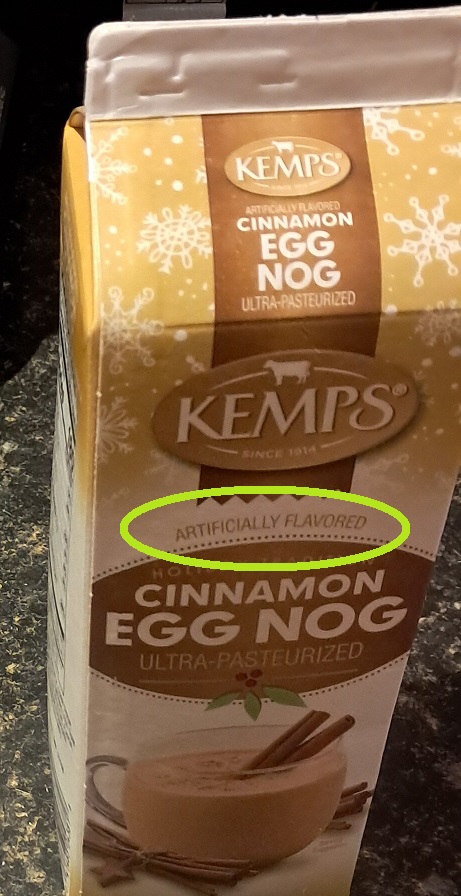 KEMPS®
ARTIFICIALLY FLAVORED
CINNAMON
EGG
NOG
ULTRA-PASTEURIZED
KEMPS®
SINCE 1914
ARTIFICIALLY FLAVORED
CINNAMON
EGG NOG
ULTRA-PASTEURIZED